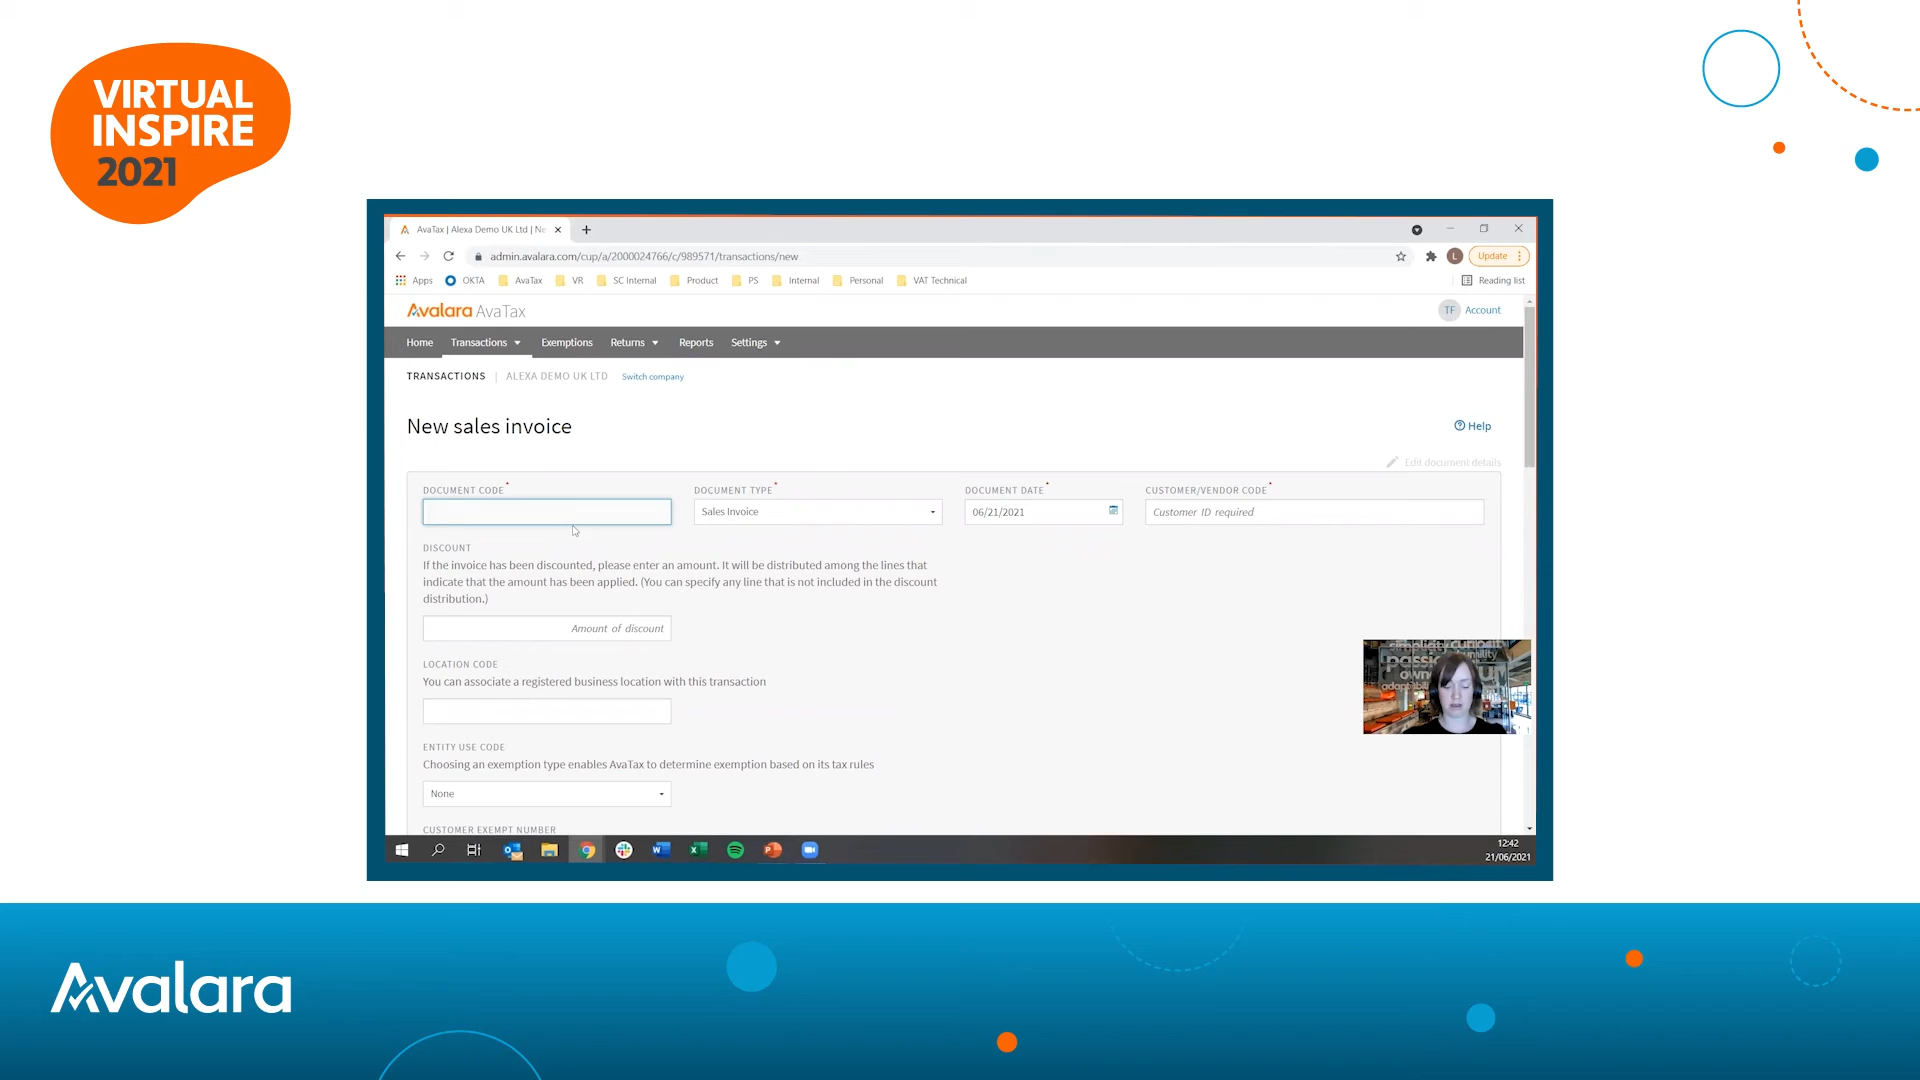 VIRTUAL
INSPIRE
2021
AvaTax | Alexa Demo UK Ltd | Ne
admin.avalara.com/cup/a/2000024766/c/989571/transactions/new
L
Update
Apps
OKTA
AvaTax
VR
SC Internal
Product
PS
Internal
Personal
VAT Technical
Reading list
Avalara AvaTax
TF
Account
Home
Transactions
Exemptions
Returns
Reports
Settings
TRANSACTIONS | ALEXA DEMO UK LTD
Switch company
New sales invoice
Help
Edit document details
DOCUMENT CODE *
DOCUMENT TYPE *
Sales Invoice
DOCUMENT DATE *
06/21/2021
CUSTOMER/VENDOR CODE *
Customer ID required
DISCOUNT
If the invoice has been discounted, please enter an amount. It will be distributed among the lines that
indicate that the amount has been applied. (You can specify any line that is not included in the discount
distribution.)
Amount of discount
LOCATION CODE
You can associate a registered business location with this transaction
ENTITY USE CODE
Choosing an exemption type enables AvaTax to determine exemption based on its tax rules
None
CUSTOMER EXEMPT NUMBER
12:42
21/06/2021
Avalara